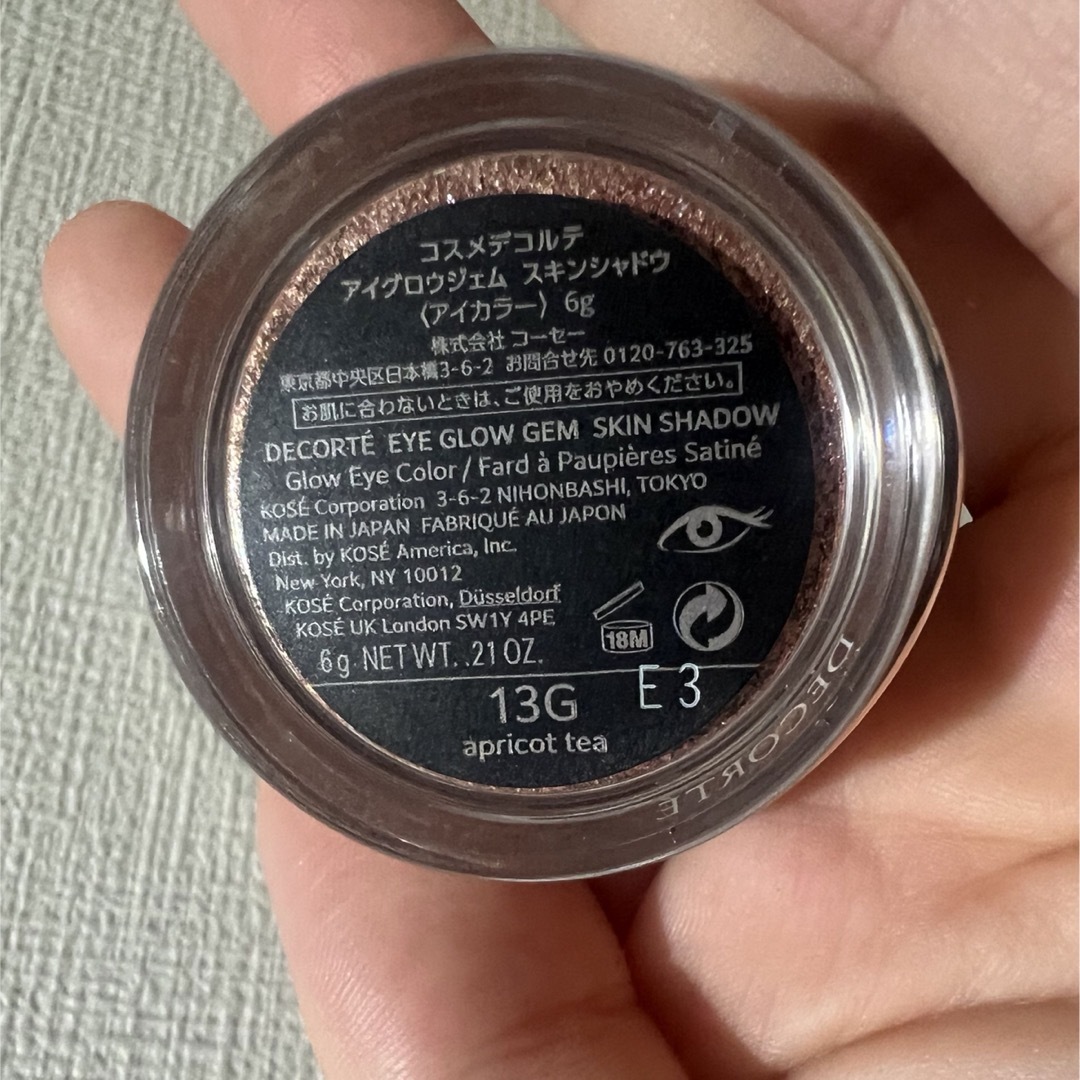 コスメデコルテ
アイグロウジェム スキンシャドウ
〈アイカラー〉 6g
株式会社 コーセー
東京都中央区日本橋3-6-2 お問合せ先 0120-763-325
お肌に合わないときは、ご使用をおやめください。
DECORTÉ EYE GLOW GEM SKIN SHADOW
Glow Eye Color / Fard à Paupières Satiné
KOSÉ Corporation 3-6-2 NIHONBASHI, TOKYO
MADE IN JAPAN FABRIQUÉ AU JAPON
Dist. by KOSÉ America, Inc.
New York, NY 10012
KOSÉ Corporation, Düsseldorf
KOSÉ UK London SW1Y 4PE
18M
6g NET WT. .21 OZ.
13G E3
apricot tea
DECORTÉ